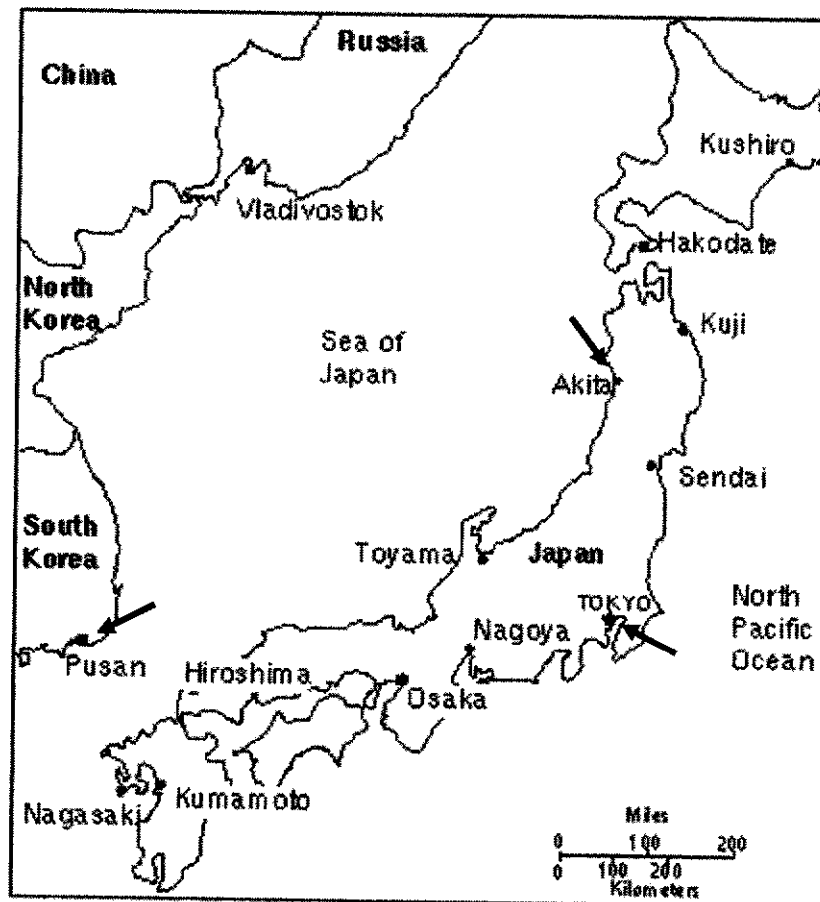 Russia
China
Kushiro
Vladivostok
Hakodate
North
Korea
Kuji
Sea of
Japan
Akita
Sendai
South
Korea
Toyama
Japan
TOKYO
North
Pacific
Ocean
Nagoya
Pusan
Hiroshima
Osaka
Nagasaki
Kumamoto
Miles
0 100 200
0 100 200
Kilometers